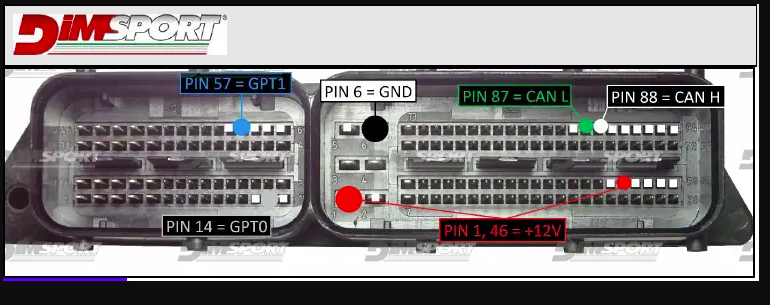 DIMSPORT®
PIN 57 = GPT1
PIN 6 = GND
PIN 87 = CAN L
PIN 88 = CAN H
PIN 14 = GPT0
PIN 1, 46 = +12V
DIMSPORT